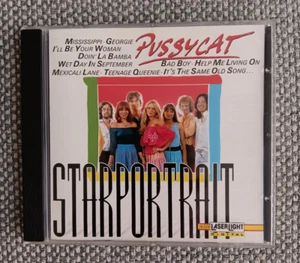 MISSISSIPPI · GEORGIE
I'LL BE YOUR WOMAN
DOIN' LA BAMBA
WET DAY IN SEPTEMBER
PUSSYCAT
BAD BOY · HELP ME LIVING ON
MEXICALI LANE · TEENAGE QUEENIE · IT'S THE SAME OLD SONG...
STARPORTRAIT
LASERLIGHT
DIGITAL